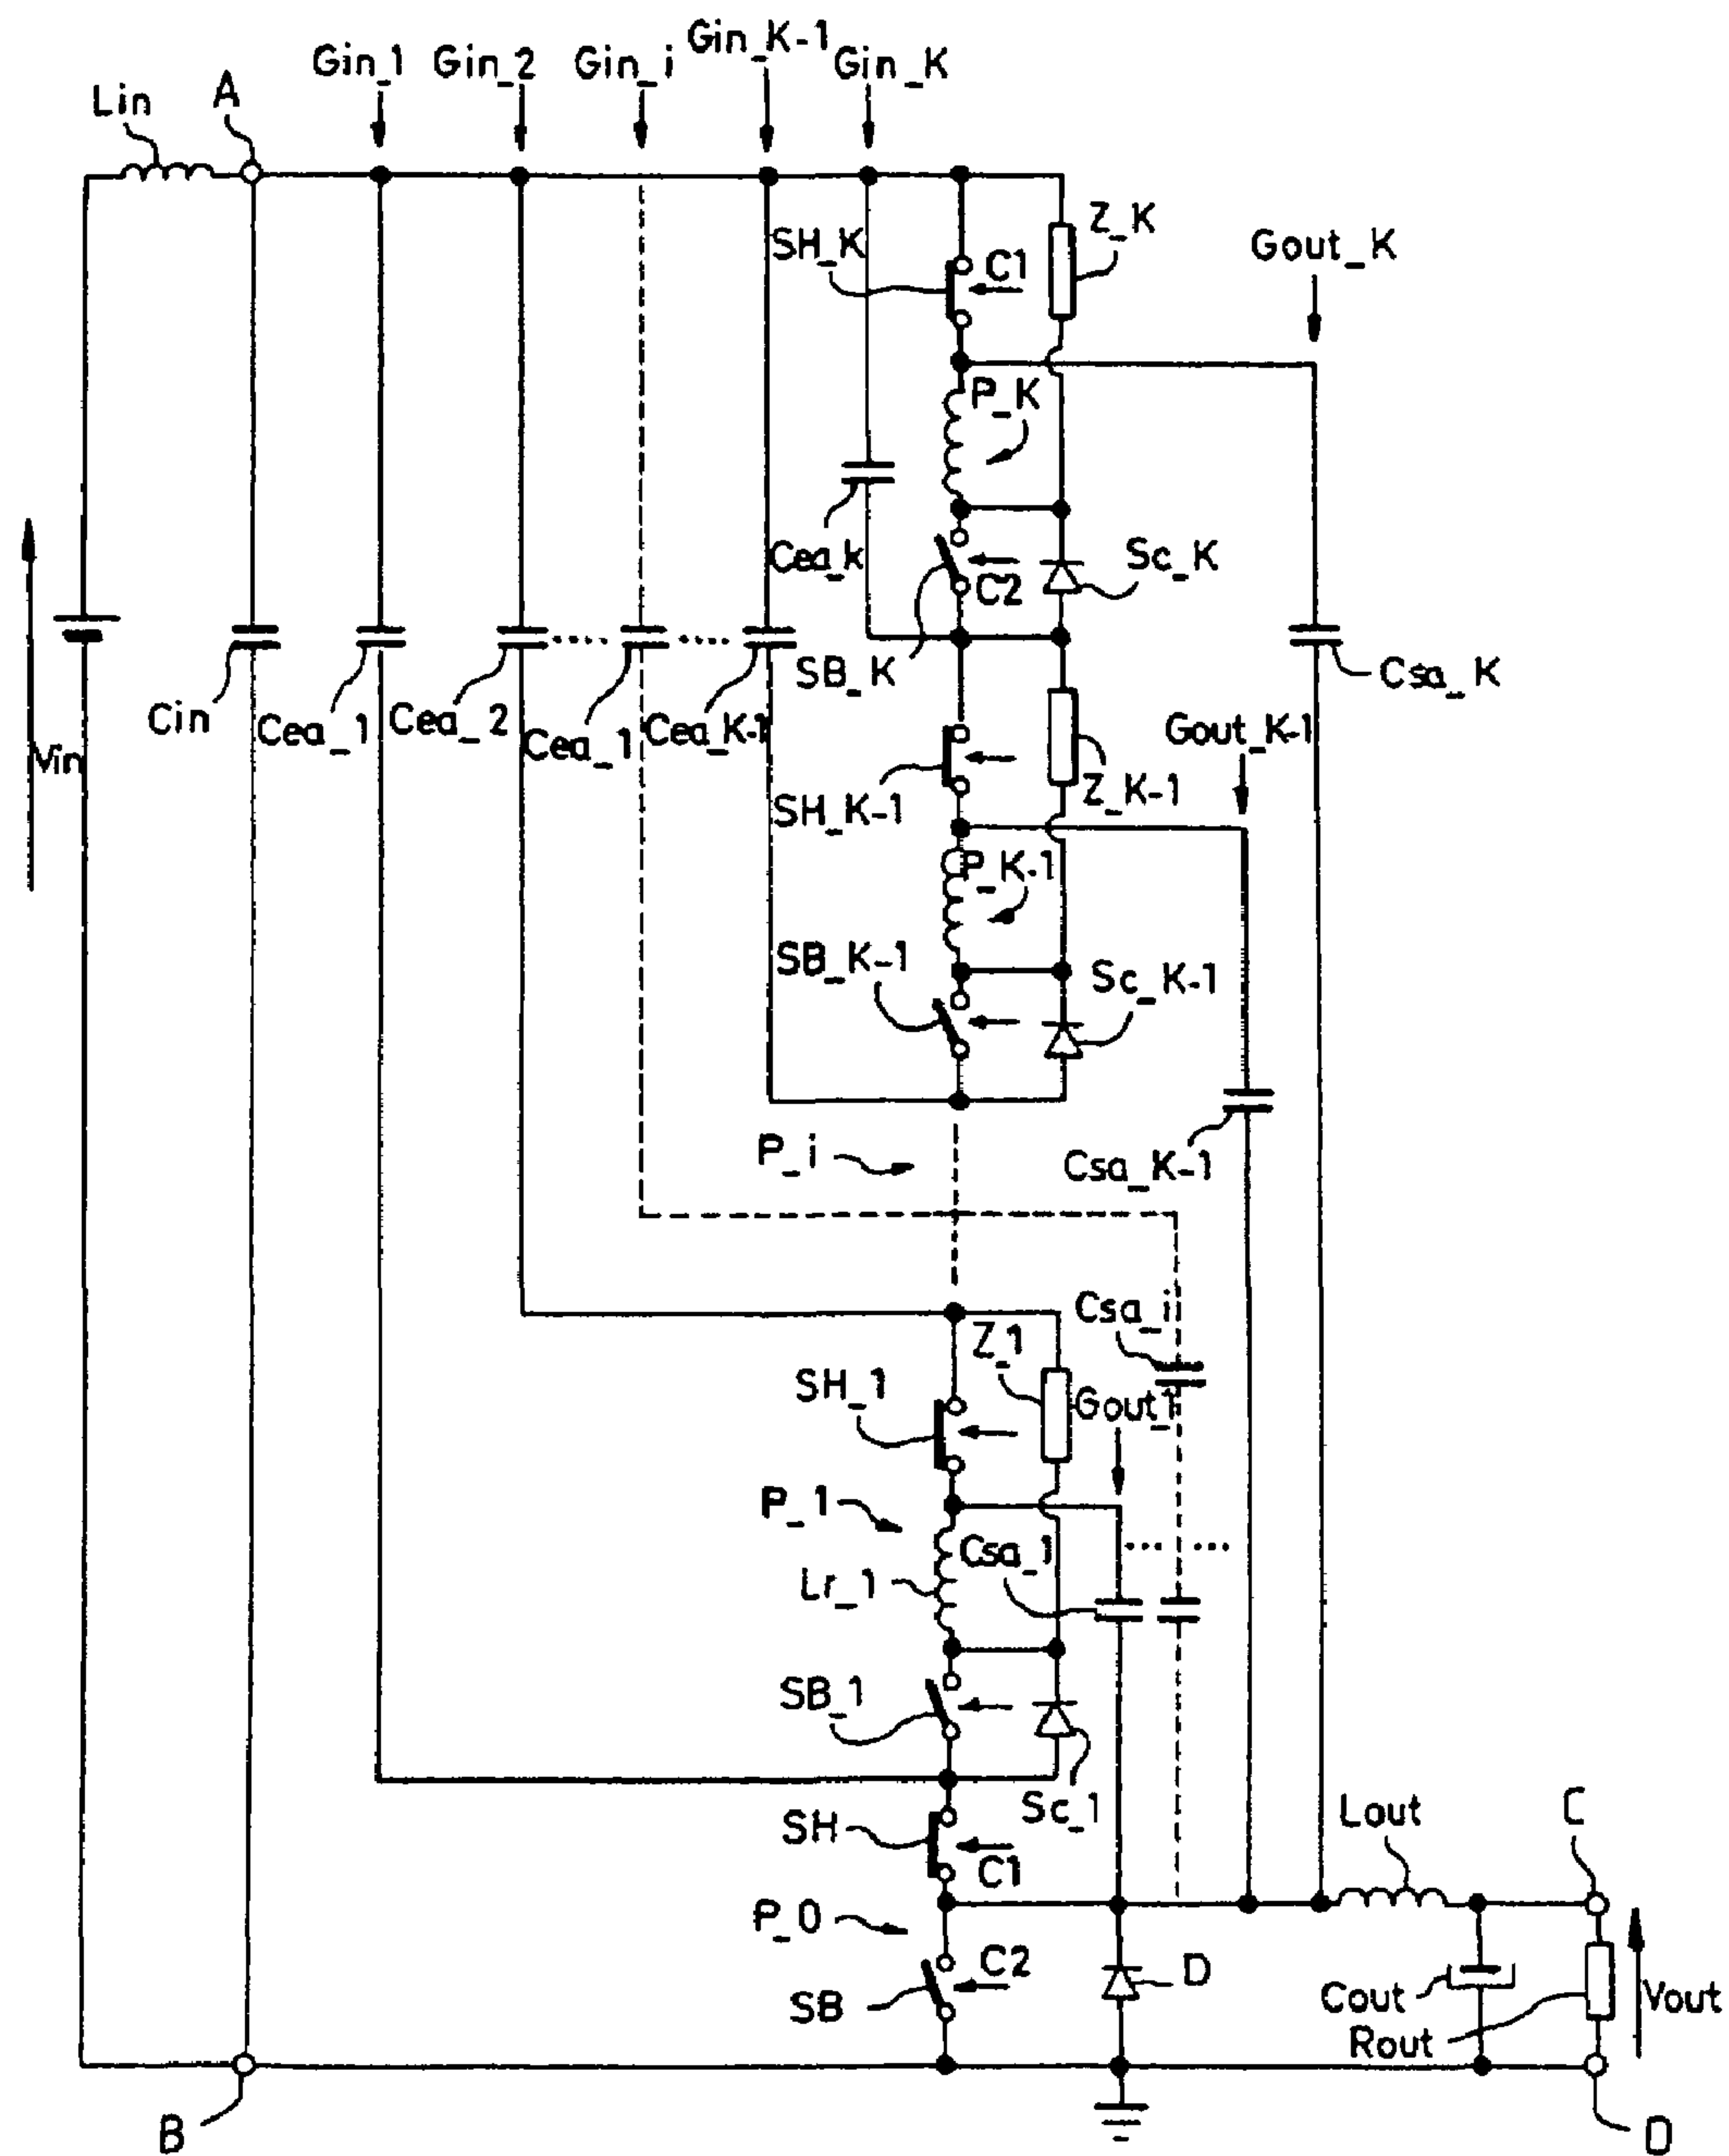 Gin_1
Gin_2
Gin_i
Gin_K-1
Gin_K
Lin
A
Z_K
SH_K
C1
Gout_K
P_K
Cea_k
C2
Sc_K
SB_K
Csa_K
Vin
Cin
Cea_1
Cea_2
Cea_1
Cea_K-1
Gout_K-1
SH_K-1
Z_K-1
P_K-1
SB_K-1
Sc_K-1
P_i
Csa_K-1
Csa_i
Z_1
SH_1
Gout_1
P_1
Csa_1
Lr_1
SB_1
Sc_1
SH
C1
Lout
C
P_0
C2
D
SB
Cout
Vout
Rout
B
D